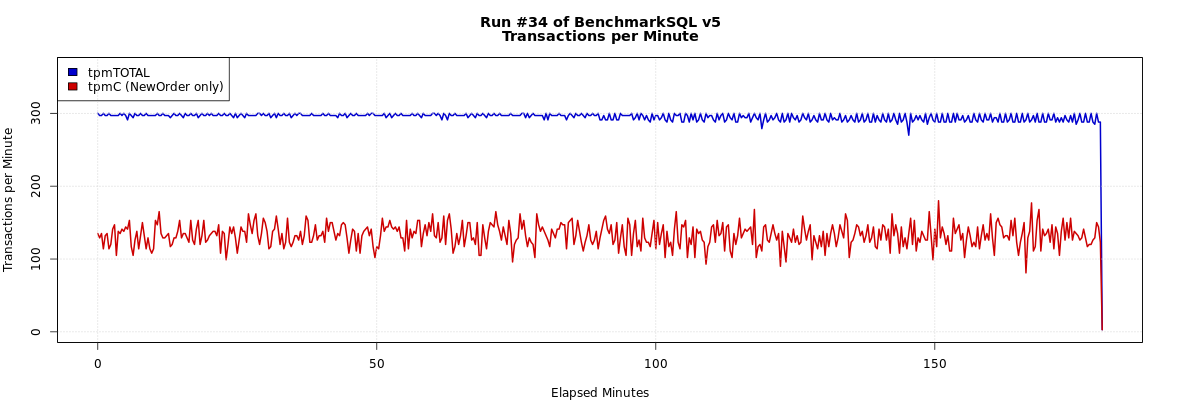 Run #34 of BenchmarkSQL v5
Transactions per Minute
tpmTOTAL
tpmC (NewOrder only)
Transactions per Minute
300
200
100
0
0 50 100 150
Elapsed Minutes